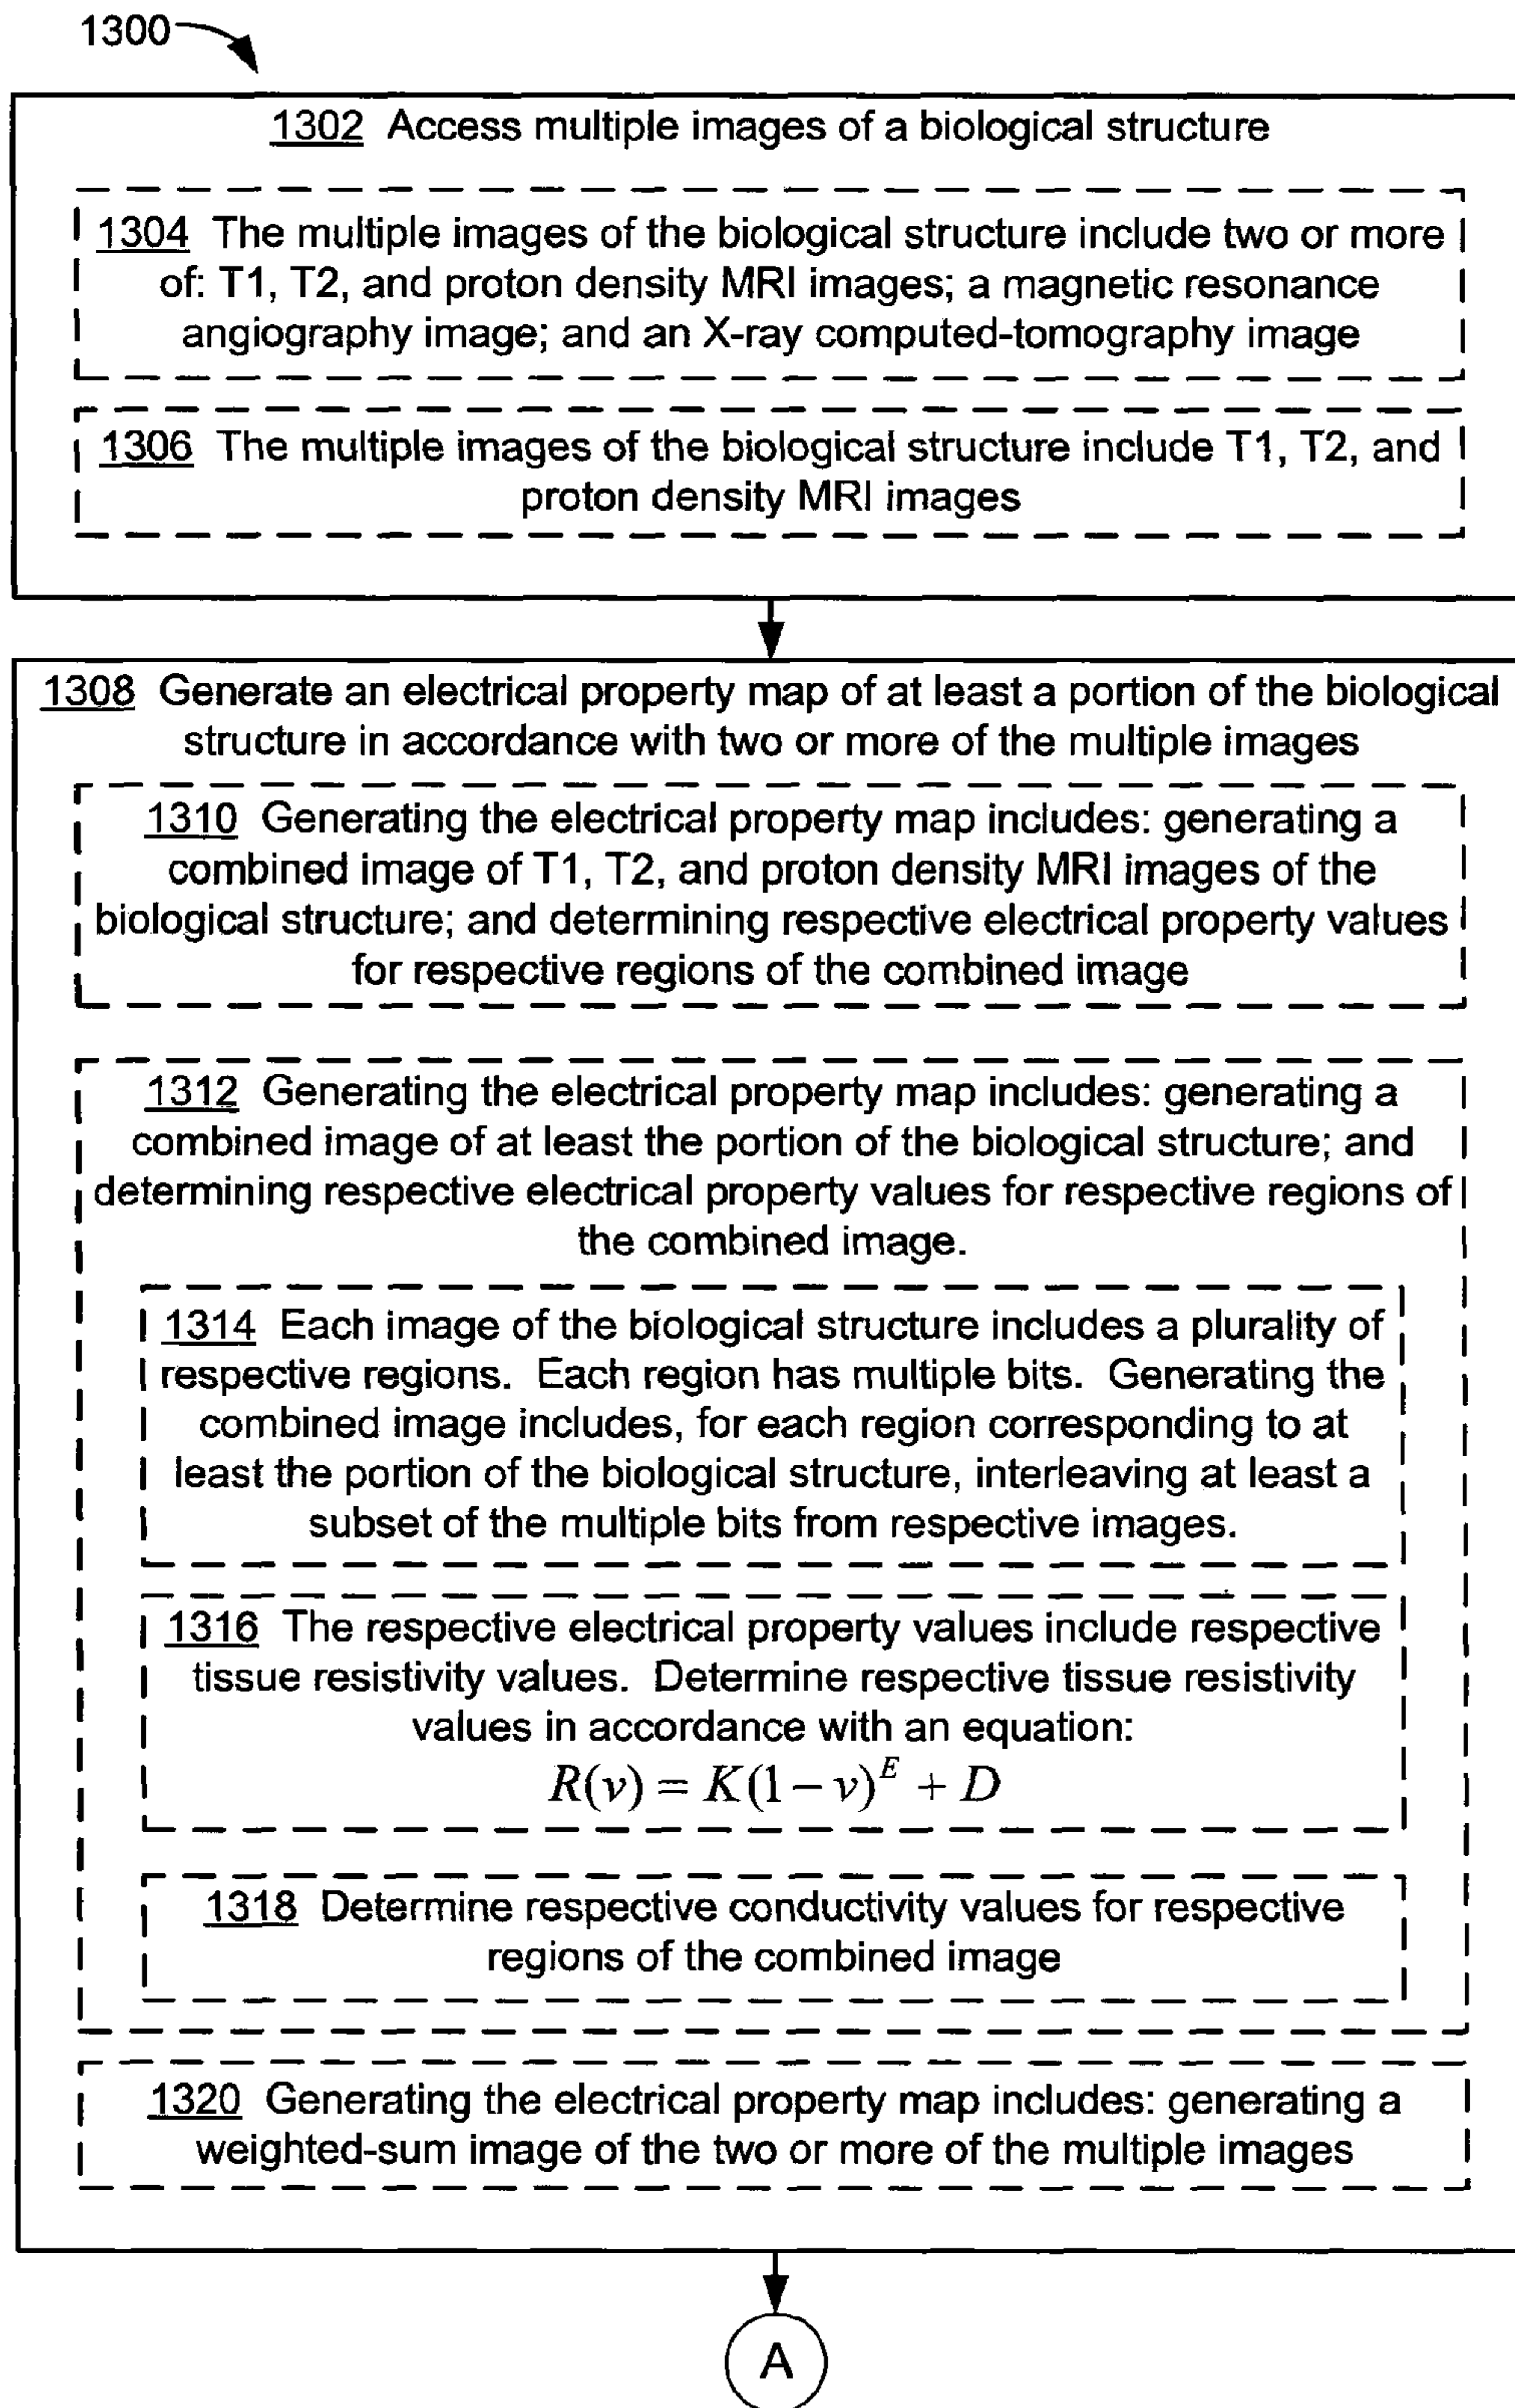 1300
1302 Access multiple images of a biological structure
1304 The multiple images of the biological structure include two or more
of: T1, T2, and proton density MRI images; a magnetic resonance
angiography image; and an X-ray computed-tomography image
1306 The multiple images of the biological structure include T1, T2, and
proton density MRI images
1308 Generate an electrical property map of at least a portion of the biological
structure in accordance with two or more of the multiple images
1310 Generating the electrical property map includes: generating a
combined image of T1, T2, and proton density MRI images of the
biological structure; and determining respective electrical property values
for respective regions of the combined image
1312 Generating the electrical property map includes: generating a
combined image of at least the portion of the biological structure; and
determining respective electrical property values for respective regions of
the combined image.
1314 Each image of the biological structure includes a plurality of
respective regions. Each region has multiple bits. Generating the
combined image includes, for each region corresponding to at
least the portion of the biological structure, interleaving at least a
subset of the multiple bits from respective images.
1316 The respective electrical property values include respective
tissue resistivity values. Determine respective tissue resistivity
values in accordance with an equation:
R(v) = K(1 – v)^E + D
1318 Determine respective conductivity values for respective
regions of the combined image
1320 Generating the electrical property map includes: generating a
weighted-sum image of the two or more of the multiple images
A